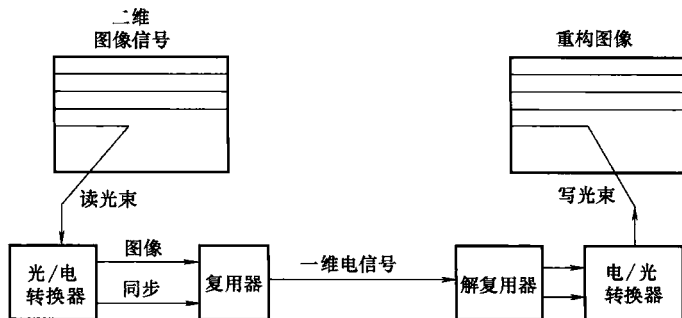 二维
图像信号
重构图像
读光束
写光束
光/电
转换器
图像
同步
复用器
一维电信号
解复用器
电/光
转换器